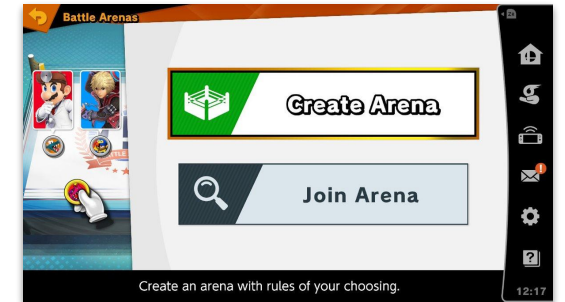 Battle Arenas
Create Arena
Join Arena
Create an arena with rules of your choosing.
12:17